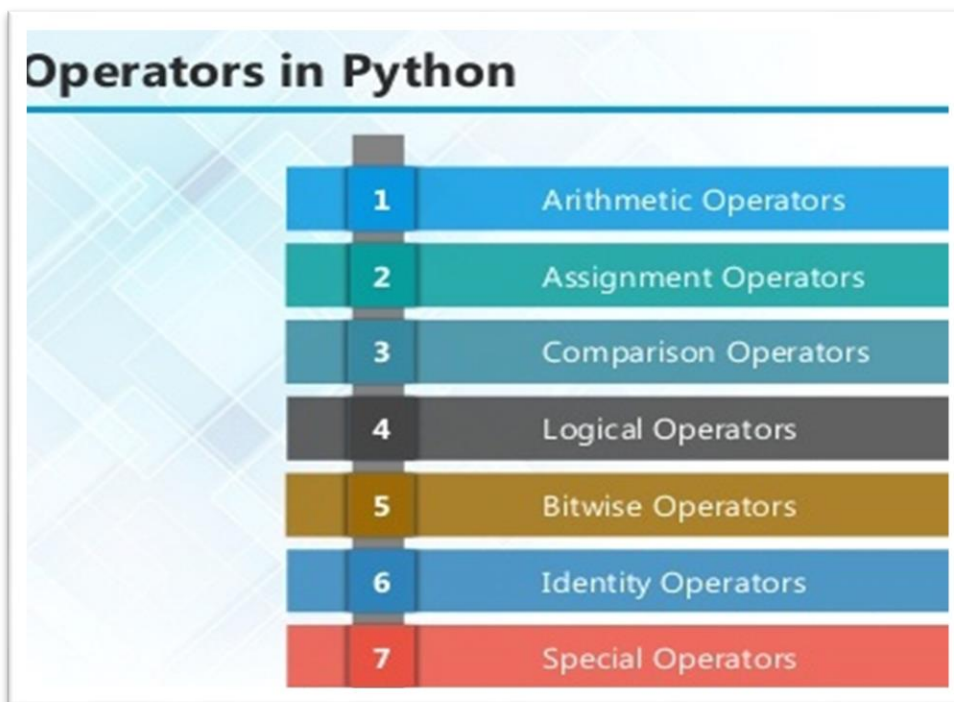 Operators in Python
1 Arithmetic Operators
2 Assignment Operators
3 Comparison Operators
4 Logical Operators
5 Bitwise Operators
6 Identity Operators
7 Special Operators